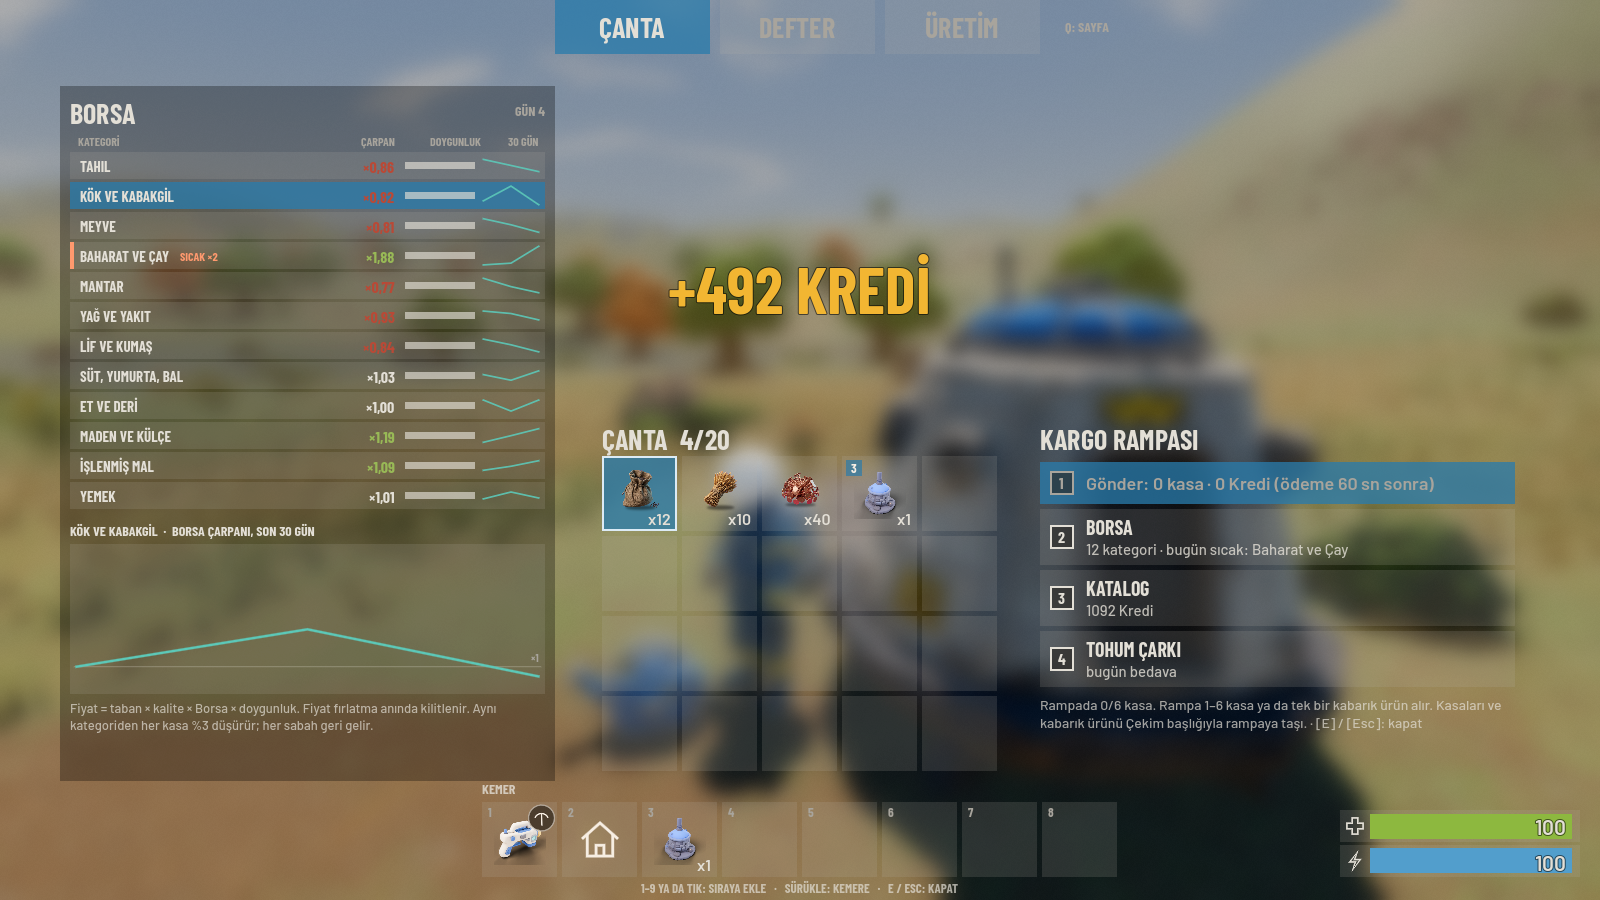 ÇANTA
DEFTER
ÜRETİM
Q: SAYFA
BORSA
GÜN 4
KATEGORİ ÇARPAN DOYGUNLUK 30 GÜN
TAHIL
KÖK VE KABAKGİL
MEYVE
BAHARAT VE ÇAY SICAK ×2 ×1,88
MANTAR ×0,77
YAĞ VE YAKIT
LİF VE KUMAŞ
SÜT, YUMURTA, BAL ×1,03
ET VE DERİ ×1,00
MADEN VE KÜLÇE ×1,19
İŞLENMİŞ MAL ×1,09
YEMEK ×1,01
KÖK VE KABAKGİL · BORSA ÇARPANI, SON 30 GÜN
×1
Fiyat = taban × kalite × Borsa × doygunluk. Fiyat fırlatma anında kilitlenir. Aynı
kategoriden her kasa %3 düşürür; her sabah geri gelir.
+492 KREDİ
ÇANTA 4/20
3
x12 x10 x40 x1
KARGO RAMPASI
1 Gönder: 0 kasa · 0 Kredi (ödeme 60 sn sonra)
2 BORSA
12 kategori · bugün sıcak: Baharat ve Çay
3 KATALOG
1092 Kredi
4 TOHUM ÇARKI
bugün bedava
Rampada 0/6 kasa. Rampa 1–6 kasa ya da tek bir kabarık ürün alır. Kasaları ve
kabarık ürünü Çekim başlığıyla rampaya taşı. · [E] / [Esc]: kapat
KEMER
1 2 3 4 5 6 7 8
x1
1–9 YA DA TIK: SIRAYA EKLE · SÜRÜKLE: KEMERE · E / ESC: KAPAT
100
100